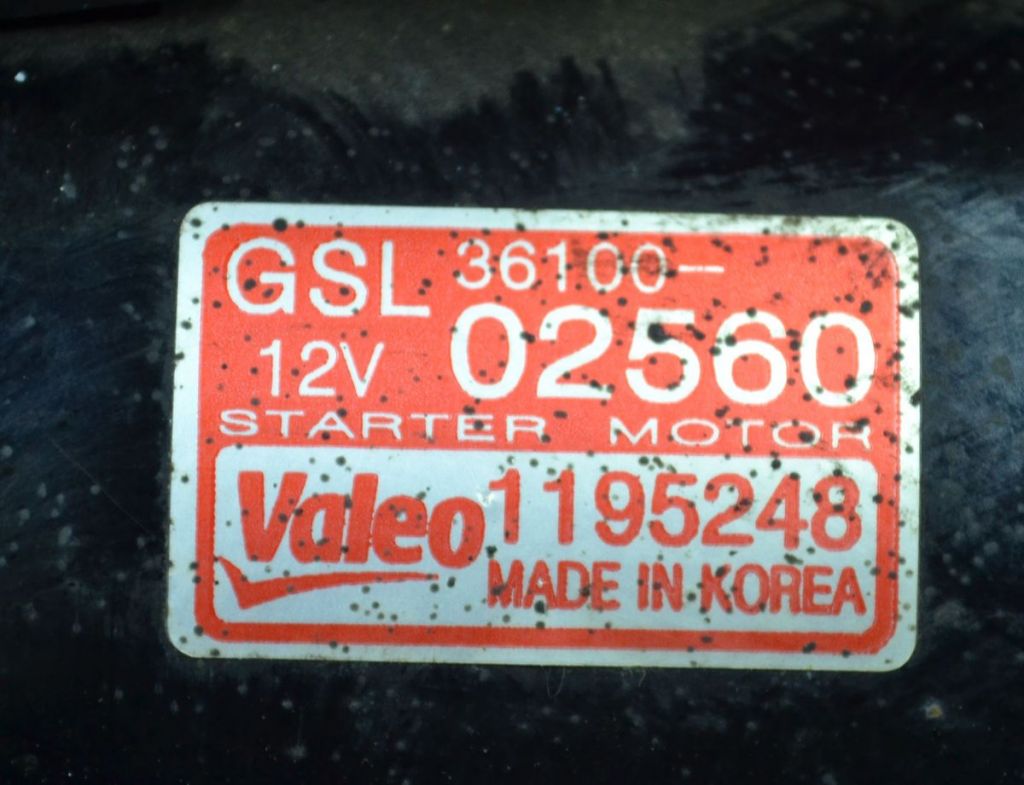 GSL 36100-
12V 02560
STARTER MOTOR
Valeo 1195248
MADE IN KOREA